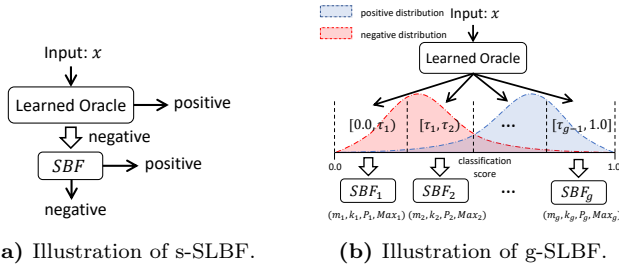 Input: x
Learned Oracle
positive
negative
SBF
positive
negative
(a) Illustration of s-SLBF.
positive distribution
negative distribution
Input: x
Learned Oracle
[0.0, τ₁) [τ₁, τ₂) ... [τg−1, 1.0]
0.0 classification score 1.0
SBF₁ SBF₂ ... SBFg
(m₁, k₁, P₁, Max₁) (m₂, k₂, P₂, Max₂) (mg, kg, Pg, Maxg)
(b) Illustration of g-SLBF.